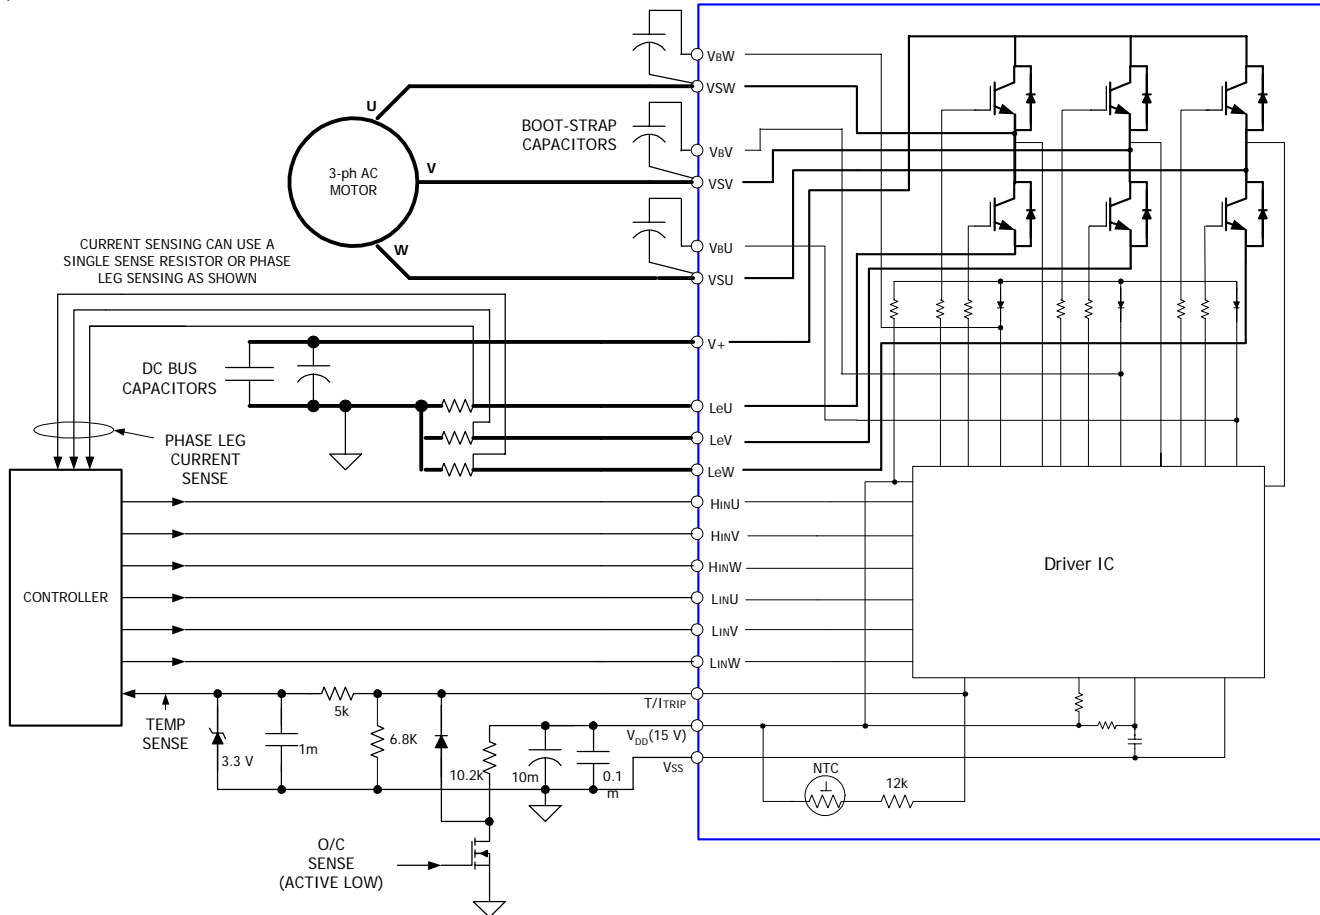 VBW
U
VSW
BOOT-STRAP
CAPACITORS
VBV
3-ph AC
MOTOR
V
VSV
W
VBU
CURRENT SENSING CAN USE A
SINGLE SENSE RESISTOR OR PHASE
LEG SENSING AS SHOWN
VSU
V+
DC BUS
CAPACITORS
LeU
LeV
PHASE LEG
CURRENT
SENSE
LeW
HINU
HINV
HINW
Driver IC
CONTROLLER
LINU
LINV
LINW
T/ITRIP
5k
TEMP
SENSE
3.3 V
1m
6.8K
VDD(15 V)
10.2k
10m
0.1
m
VSS
NTC
12k
O/C
SENSE
(ACTIVE LOW)